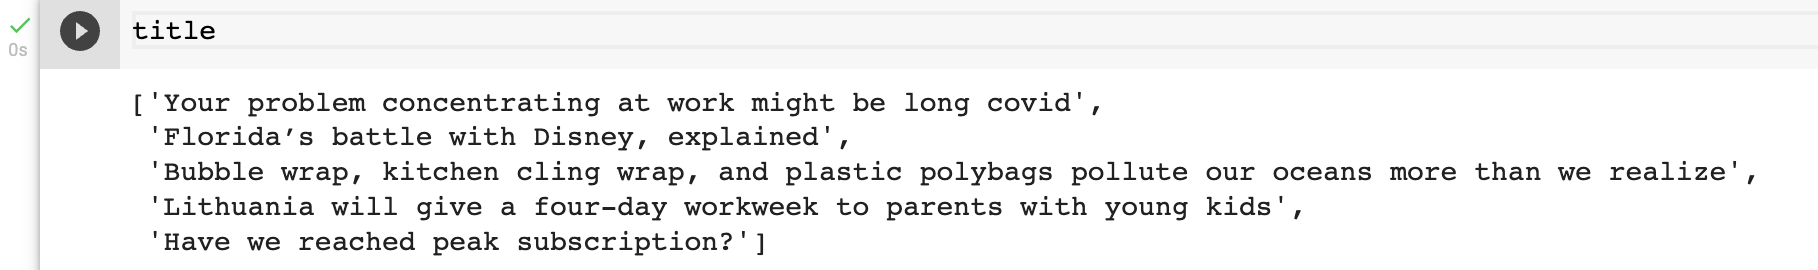 title
0s
['Your problem concentrating at work might be long covid',
'Florida’s battle with Disney, explained',
'Bubble wrap, kitchen cling wrap, and plastic polybags pollute our oceans more than we realize',
'Lithuania will give a four-day workweek to parents with young kids',
'Have we reached peak subscription?']